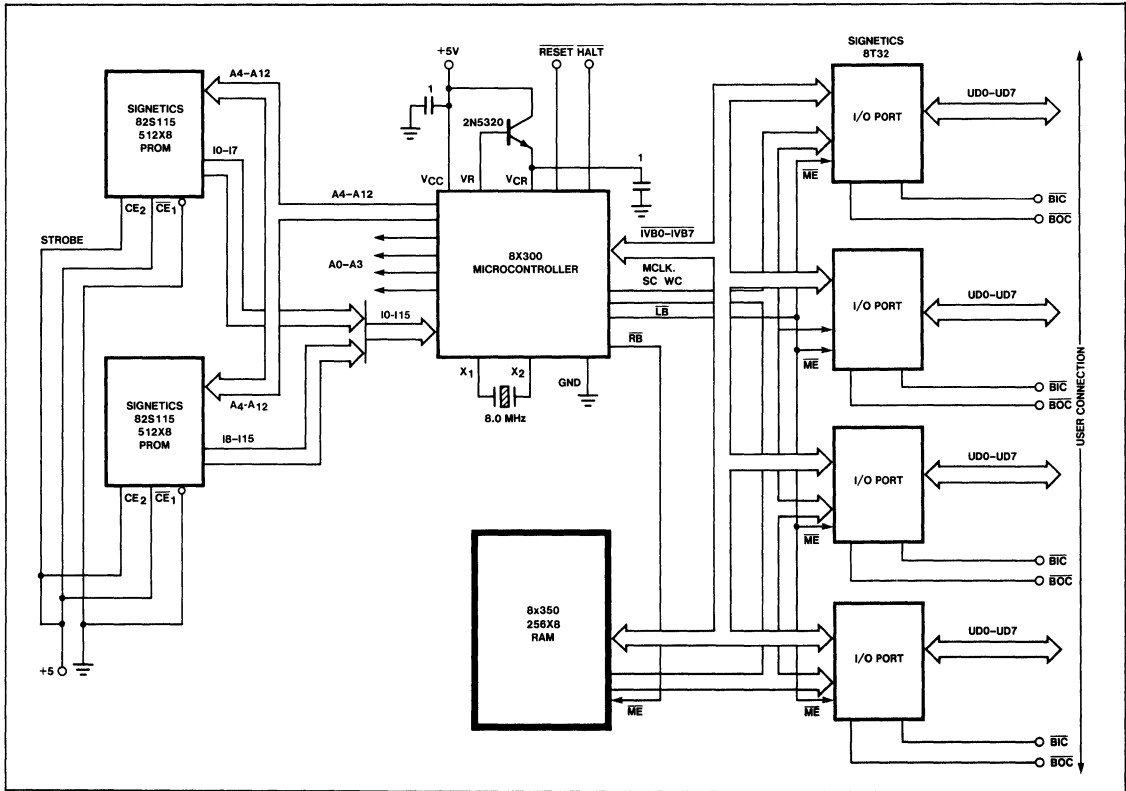 SIGNETICS
82S115
512X8
PROM
CE2 CE1
STROBE
A4–A12
I0–I7
SIGNETICS
82S115
512X8
PROM
CE2 CE1
A4-A12
I8–I15
+5
+5V
1
2N5320
RESET HALT
VCC VR VCR
1
A4–A12
A0–A3
I0–I15
8X300
MICROCONTROLLER
X1 X2
8.0 MHz
GND
IVB0–IVB7
MCLK.
SC WC
LB
RB
8x350
256X8
RAM
ME
SIGNETICS
8T32
I/O PORT
UD0–UD7
ME
BIC
BOC
I/O PORT
UD0–UD7
ME
BIC
BOC
I/O PORT
UD0–UD7
ME
BIC
BOC
I/O PORT
UD0–UD7
ME
BIC
BOC
USER CONNECTION